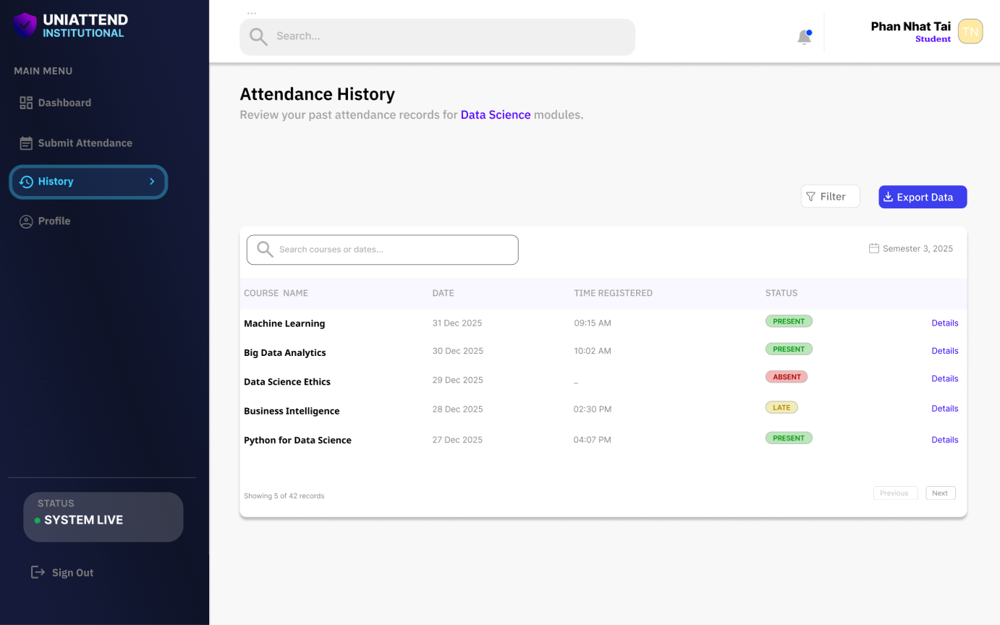 UNIATTEND
INSTITUTIONAL
MAIN MENU
Dashboard
Submit Attendance
History
Profile
STATUS
SYSTEM LIVE
Sign Out
...
Search...
Phan Nhat Tai
Student
TN
Attendance History
Review your past attendance records for Data Science modules.
Filter
Export Data
Search courses or dates...
Semester 3, 2025
COURSE NAME DATE TIME REGISTERED STATUS
Machine Learning 31 Dec 2025 09:15 AM PRESENT Details
Big Data Analytics 30 Dec 2025 10:02 AM PRESENT Details
Data Science Ethics 29 Dec 2025 _ ABSENT Details
Business Intelligence 28 Dec 2025 02:30 PM LATE Details
Python for Data Science 27 Dec 2025 04:07 PM PRESENT Details
Showing 5 of 42 records
Previous Next